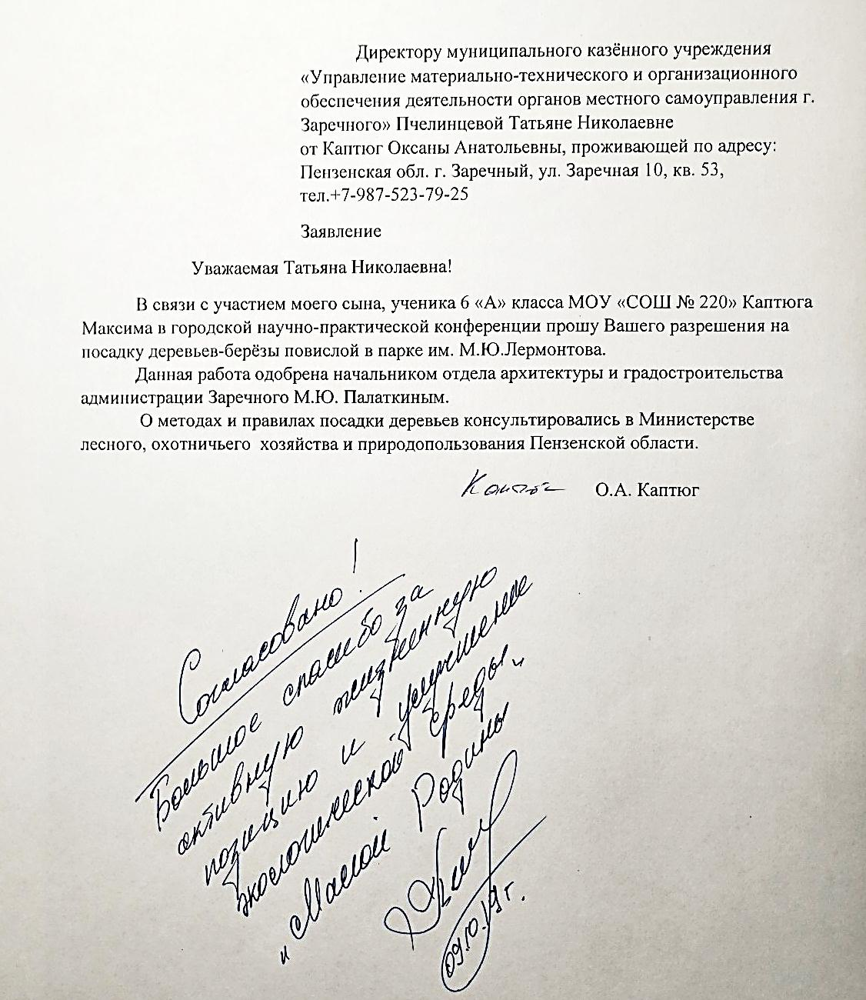 Директору муниципального казённого учреждения
«Управление материально-технического и организационного
обеспечения деятельности органов местного самоуправления г.
Заречного» Пчелинцевой Татьяне Николаевне
от Каптюг Оксаны Анатольевны, проживающей по адресу:
Пензенская обл. г. Заречный, ул. Заречная 10, кв. 53,
тел.+7-987-523-79-25
Заявление
Уважаемая Татьяна Николаевна!
В связи с участием моего сына, ученика 6 «А» класса МОУ «СОШ № 220» Каптюга
Максима в городской научно-практической конференции прошу Вашего разрешения на
посадку деревьев-берёзы повислой в парке им. М.Ю.Лермонтова.
Данная работа одобрена начальником отдела архитектуры и градостроительства
администрации Заречного М.Ю. Палаткиным.
О методах и правилах посадки деревьев консультировались в Министерстве
лесного, охотничьего  хозяйства и природопользования Пензенской области.
О.А. Каптюг
Согласовано!
Большое спасибо за
активную жизненную
позицию и улучшение
экологической среды
"Малой Родины"
09.10.19г.